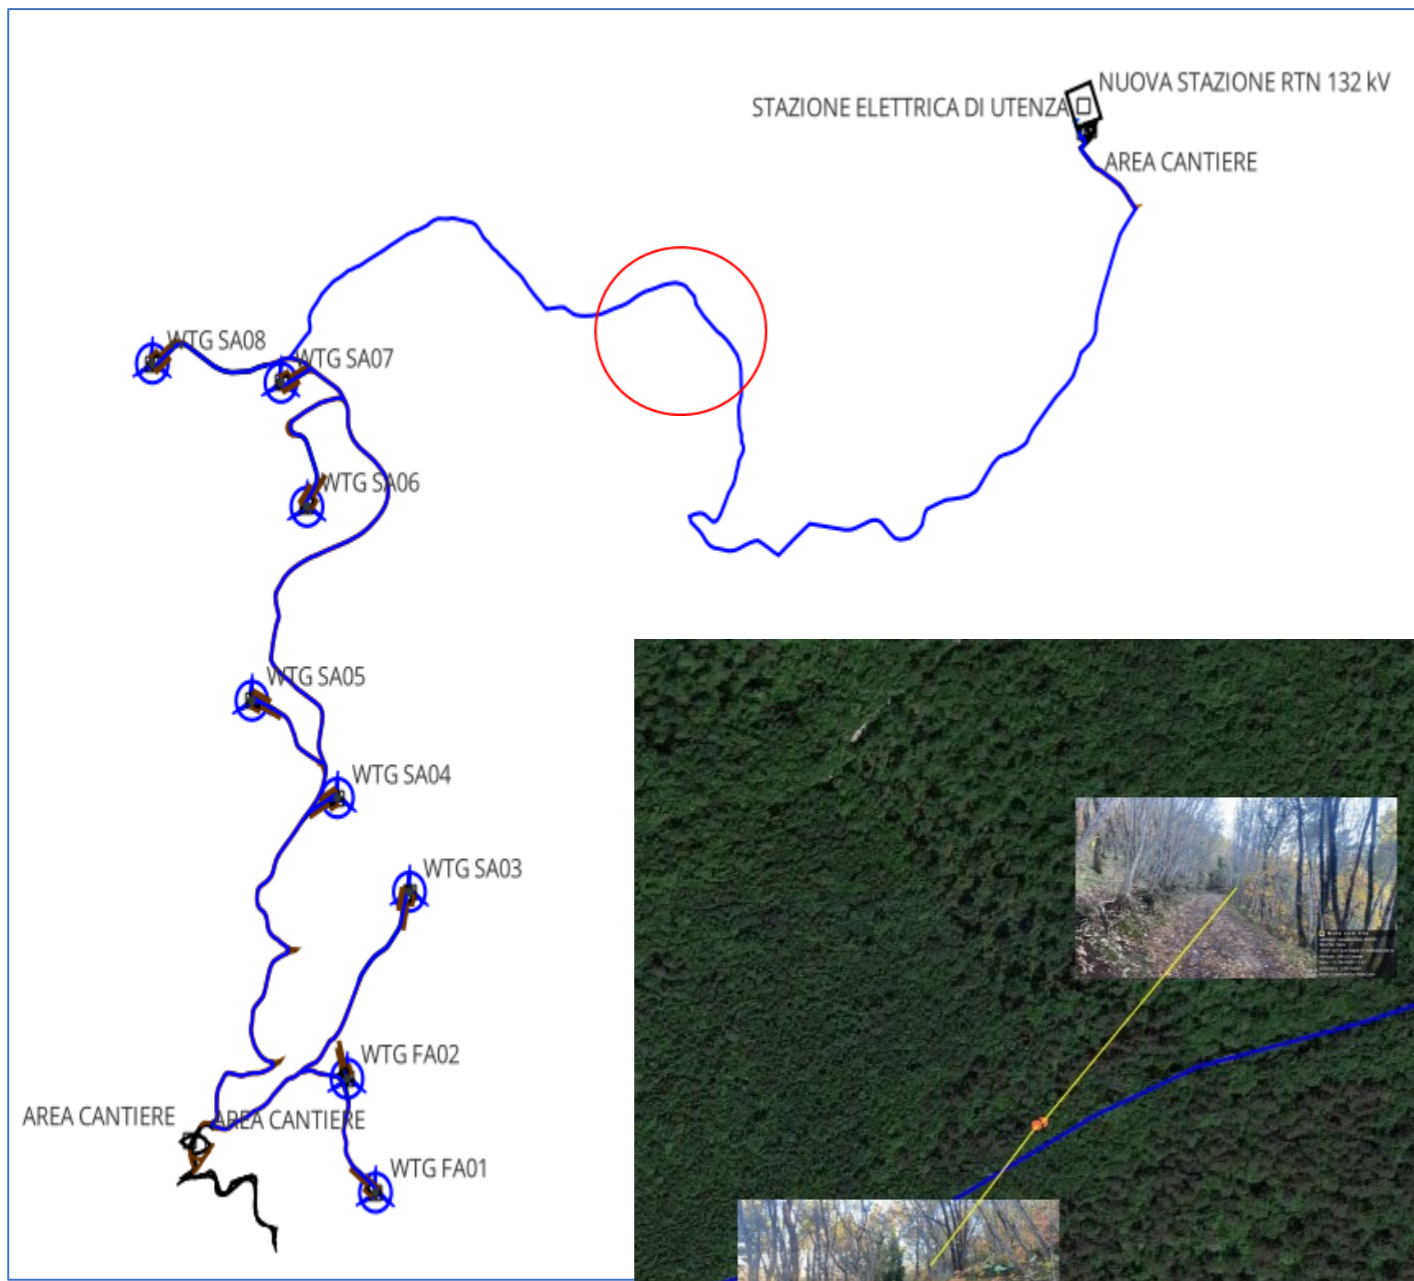 NUOVA STAZIONE RTN 132 kV
STAZIONE ELETTRICA DI UTENZA
AREA CANTIERE
WTG SA08
WTG SA07
WTG SA06
WTG SA05
WTG SA04
WTG SA03
WTG FA02
AREA CANTIERE
AREA CANTIERE
WTG FA01